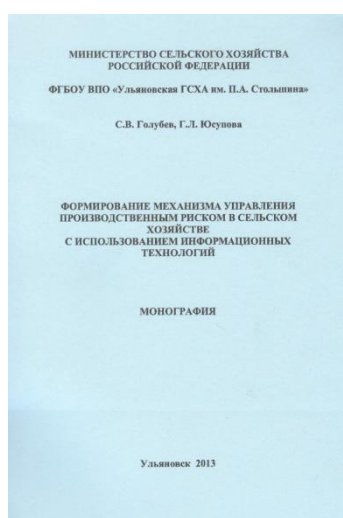 МИНИСТЕРСТВО СЕЛЬСКОГО ХОЗЯЙСТВА
РОССИЙСКОЙ ФЕДЕРАЦИИ
ФГБОУ ВПО «Ульяновская ГСХА им. П.А. Столыпина»
С.В. Голубев, Г.Л. Юсупова
ФОРМИРОВАНИЕ МЕХАНИЗМА УПРАВЛЕНИЯ
ПРОИЗВОДСТВЕННЫМ РИСКОМ В СЕЛЬСКОМ
ХОЗЯЙСТВЕ
С ИСПОЛЬЗОВАНИЕМ ИНФОРМАЦИОННЫХ
ТЕХНОЛОГИЙ
МОНОГРАФИЯ
Ульяновск 2013